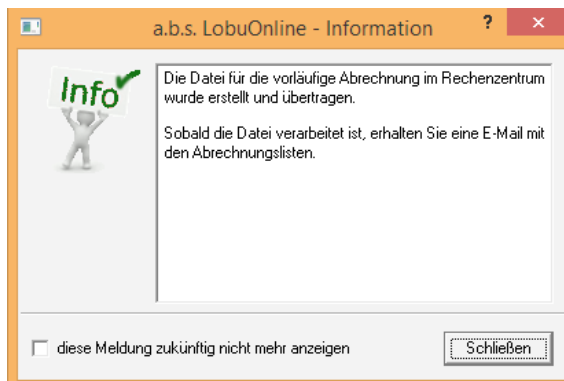 a.b.s. LobuOnline - Information
? ×
Info
Die Datei für die vorläufige Abrechnung im Rechenzentrum
wurde erstellt und übertragen.
Sobald die Datei verarbeitet ist, erhalten Sie eine E-Mail mit
den Abrechnungslisten.
diese Meldung zukünftig nicht mehr anzeigen
Schließen